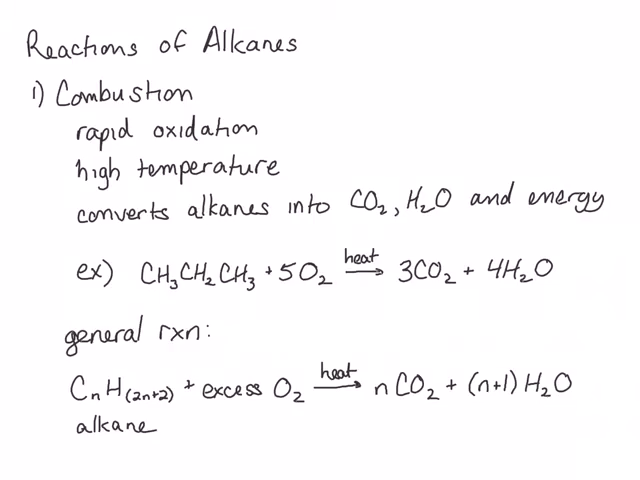 Reactions of Alkanes
1) Combustion
rapid oxidation
high temperature
converts alkanes into CO₂, H₂O and energy
ex) CH₃CH₂CH₃ + 5O₂ heat → 3CO₂ + 4H₂O
general rxn:
CₙH₍₂ₙ₊₂₎ + excess O₂ heat → nCO₂ + (n+1)H₂O
alkane